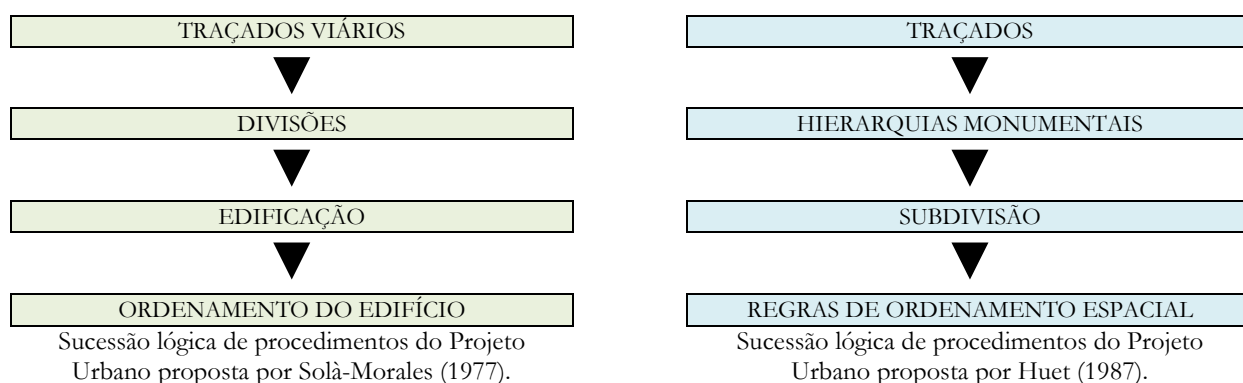 TRAÇADOS VIÁRIOS
DIVISÕES
EDIFICAÇÃO
ORDENAMENTO DO EDIFÍCIO
Sucessão lógica de procedimentos do Projeto
Urbano proposta por Solà-Morales (1977).
TRAÇADOS
HIERARQUIAS MONUMENTAIS
SUBDIVISÃO
REGRAS DE ORDENAMENTO ESPACIAL
Sucessão lógica de procedimentos do Projeto
Urbano proposta por Huet (1987).